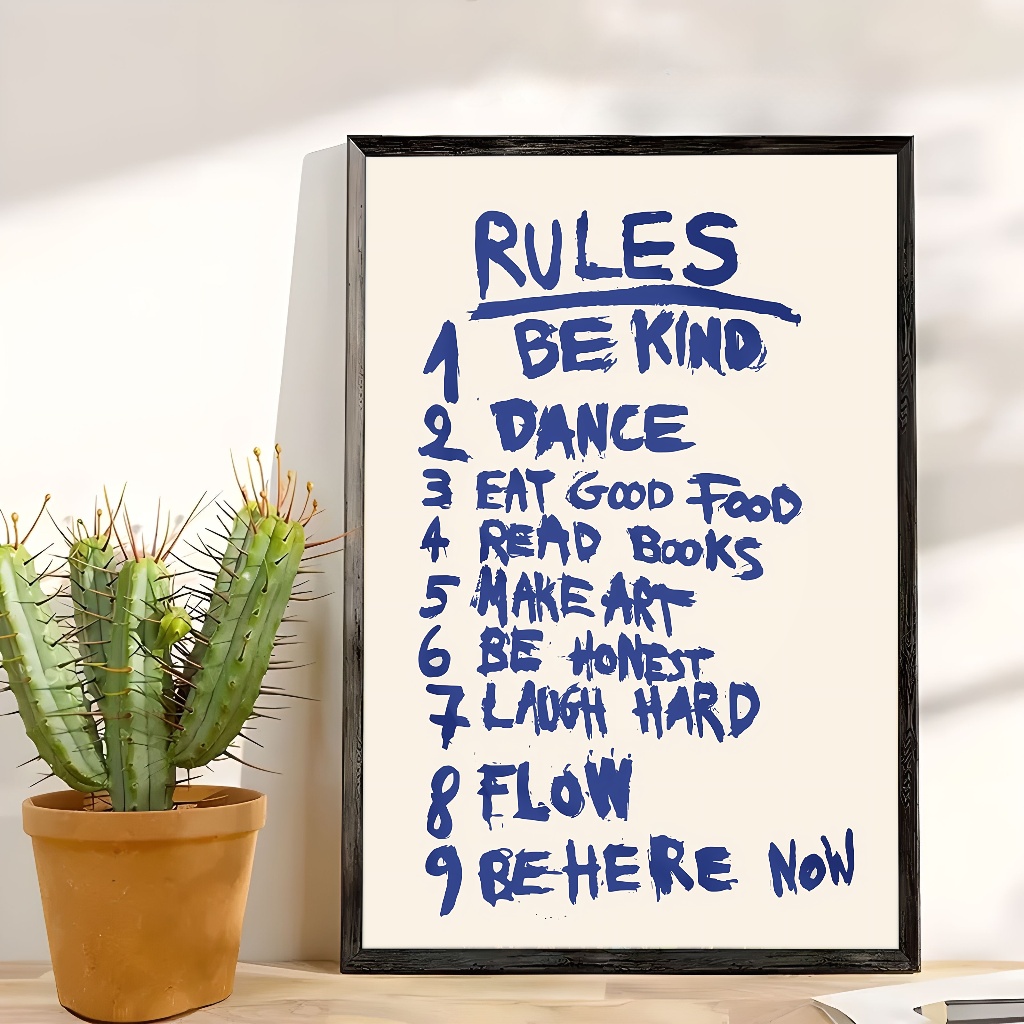 RULES
1 BE KIND
2 DANCE
3 EAT GOOD FOOD
4 READ BOOKS
5 MAKE ART
6 BE HONEST
7 LAUGH HARD
8 FLOW
9 BE HERE NOW